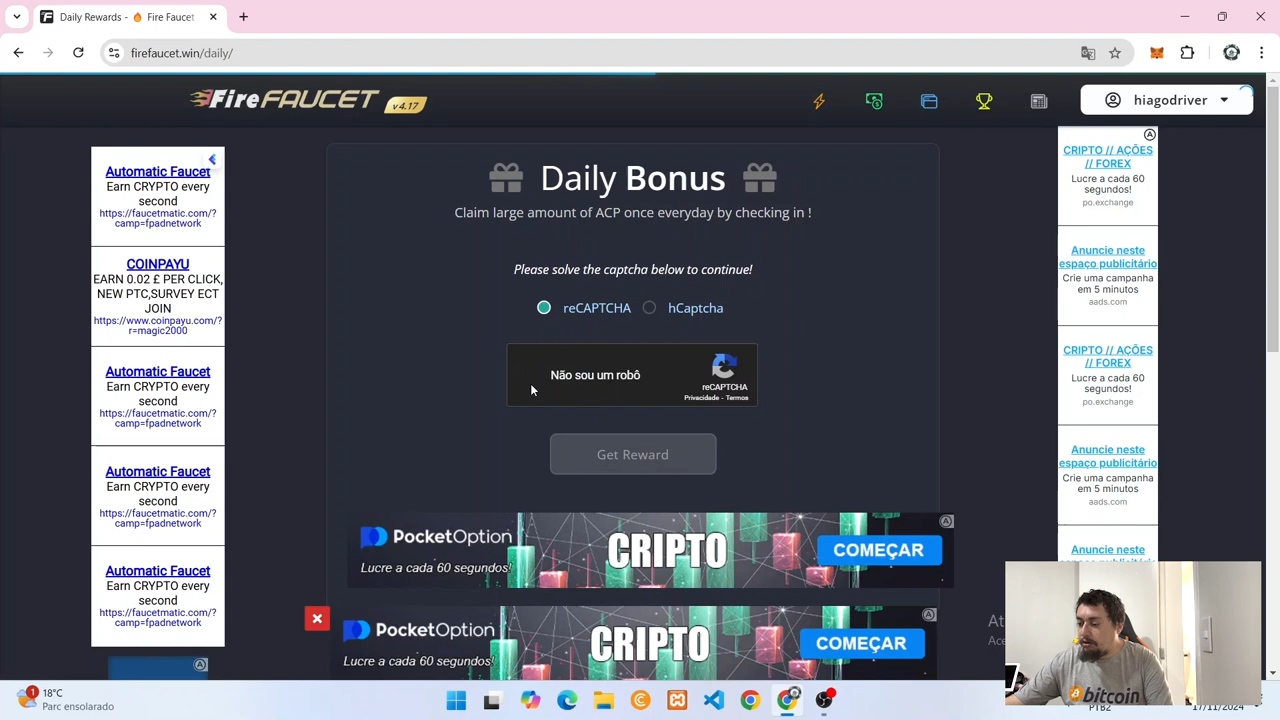 Daily Rewards - 🔥 Fire Faucet
firefaucet.win/daily/
FireFAUCET v4.17
hiagodriver
Automatic Faucet
Earn CRYPTO every
second
https://faucetmatic.com/?
camp=fpadnetwork
COINPAYU
EARN 0.02 £ PER CLICK,
NEW PTC,SURVEY ECT
JOIN
https://www.coinpayu.com/?
r=magic2000
Automatic Faucet
Earn CRYPTO every
second
https://faucetmatic.com/?
camp=fpadnetwork
Automatic Faucet
Earn CRYPTO every
second
https://faucetmatic.com/?
camp=fpadnetwork
Automatic Faucet
Earn CRYPTO every
second
https://faucetmatic.com/?
camp=fpadnetwork
Daily Bonus
Claim large amount of ACP once everyday by checking in !
Please solve the captcha below to continue!
reCAPTCHA hCaptcha
Não sou um robô
reCAPTCHA
Privacidade - Termos
Get Reward
PocketOption
Lucre a cada 60 segundos!
CRIPTO
COMEÇAR
PocketOption
Lucre a cada 60 segundos!
CRIPTO
COMEÇAR
CRIPTO // AÇÕES
// FOREX
Lucre a cada 60
segundos!
po.exchange
Anuncie neste
espaço publicitário
Crie uma campanha
em 5 minutos
aads.com
CRIPTO // AÇÕES
// FOREX
Lucre a cada 60
segundos!
po.exchange
Anuncie neste
espaço publicitário
Crie uma campanha
em 5 minutos
aads.com
Anuncie neste
bitcoin
1
18°C
Parc ensolarado
PTB2
17/11/2024